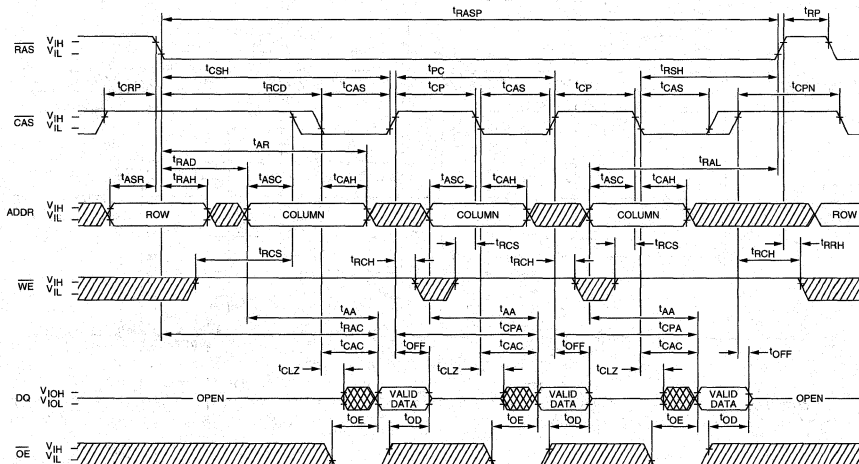 tRASP
tRP
RAS
VIH
VIL
tCSH
tPC
tRSH
tCRP
tRCD
tCAS
tCP
tCAS
tCP
tCAS
tCPN
CAS
VIH
VIL
tAR
tRAD
tRAL
tASR
tRAH
tASC
tCAH
tASC
tCAH
tASC
tCAH
ADDR
VIH
VIL
ROW
COLUMN
COLUMN
COLUMN
ROW
tRCS
tRCH
tRCS
tRCH
tRCS
tRCH
tRRH
WE
VIH
VIL
tAA
tAA
tAA
tRAC
tCPA
tCPA
tCAC
tOFF
tCAC
tOFF
tCAC
tOFF
tCLZ
tCLZ
tCLZ
DQ
VIOH
VIOL
OPEN
VALID DATA
VALID DATA
VALID DATA
OPEN
tOE
tOD
tOE
tOD
tOE
tOD
OE
VIH
VIL